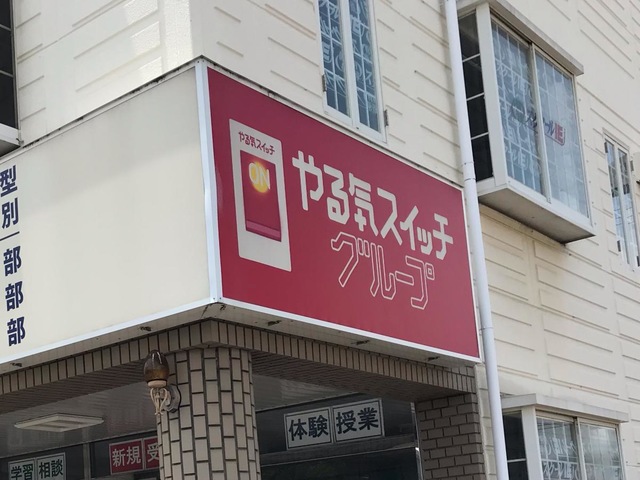 やる気スイッチ
ON
やる気スイッチ
グループ
型別
部部部
体験 授業
学習 相談
新規